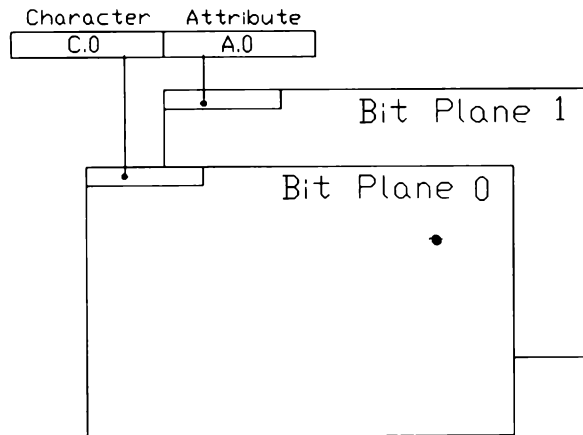 Character Attribute
C.0 A.0
Bit Plane 1
Bit Plane 0